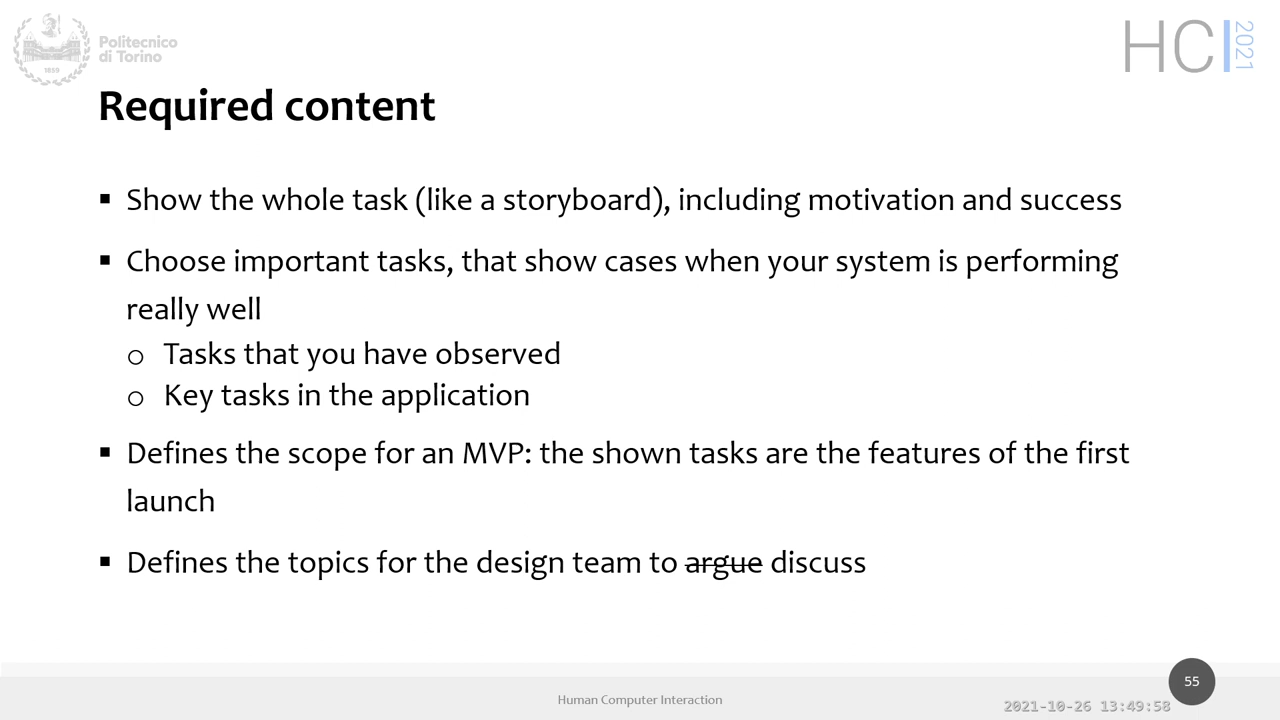 Politecnico
di Torino
1859
HCI
2021
Required content
▪ Show the whole task (like a storyboard), including motivation and success
▪ Choose important tasks, that show cases when your system is performing
really well
o Tasks that you have observed
o Key tasks in the application
▪ Defines the scope for an MVP: the shown tasks are the features of the first
launch
▪ Defines the topics for the design team to ~~argue~~ discuss
Human Computer Interaction
55
2021-10-26 13:49:58